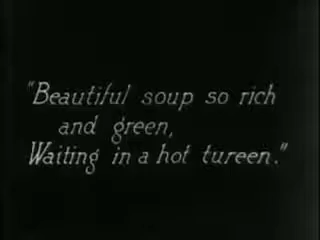 "Beautiful soup so rich
and green,
Waiting in a hot tureen."